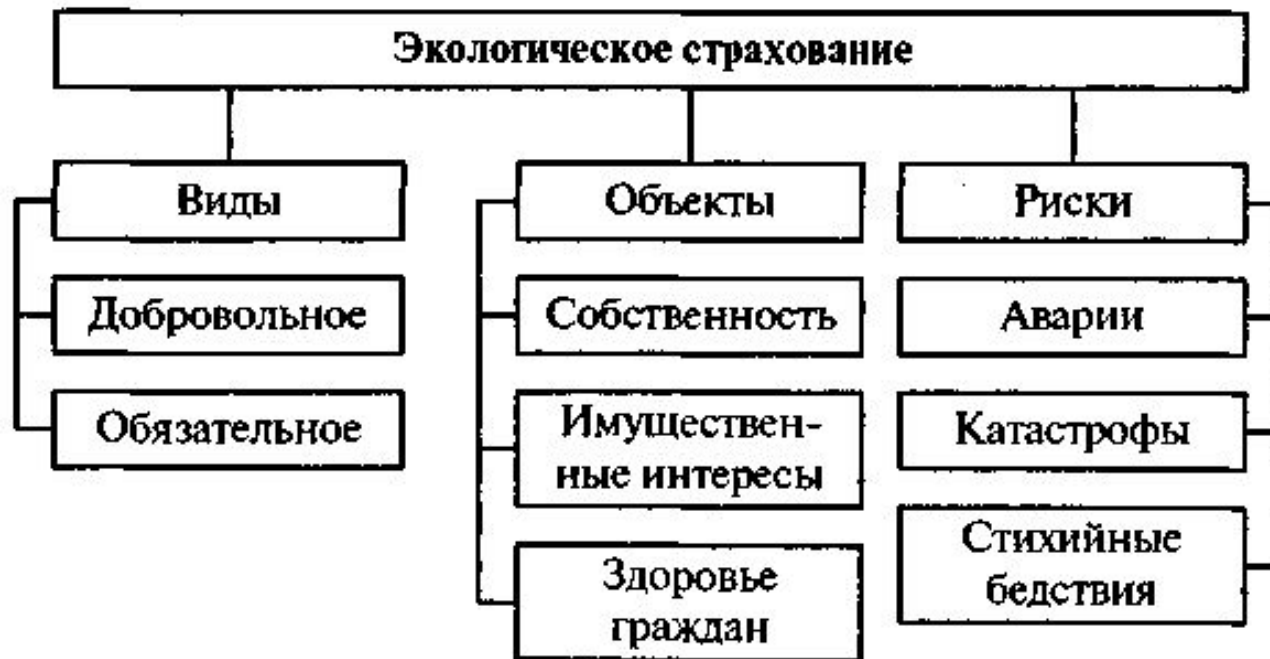 Экологическое страхование
Виды
Объекты
Риски
Добровольное
Собственность
Аварии
Обязательное
Имуществен-
ные интересы
Катастрофы
Здоровье
граждан
Стихийные
бедствия